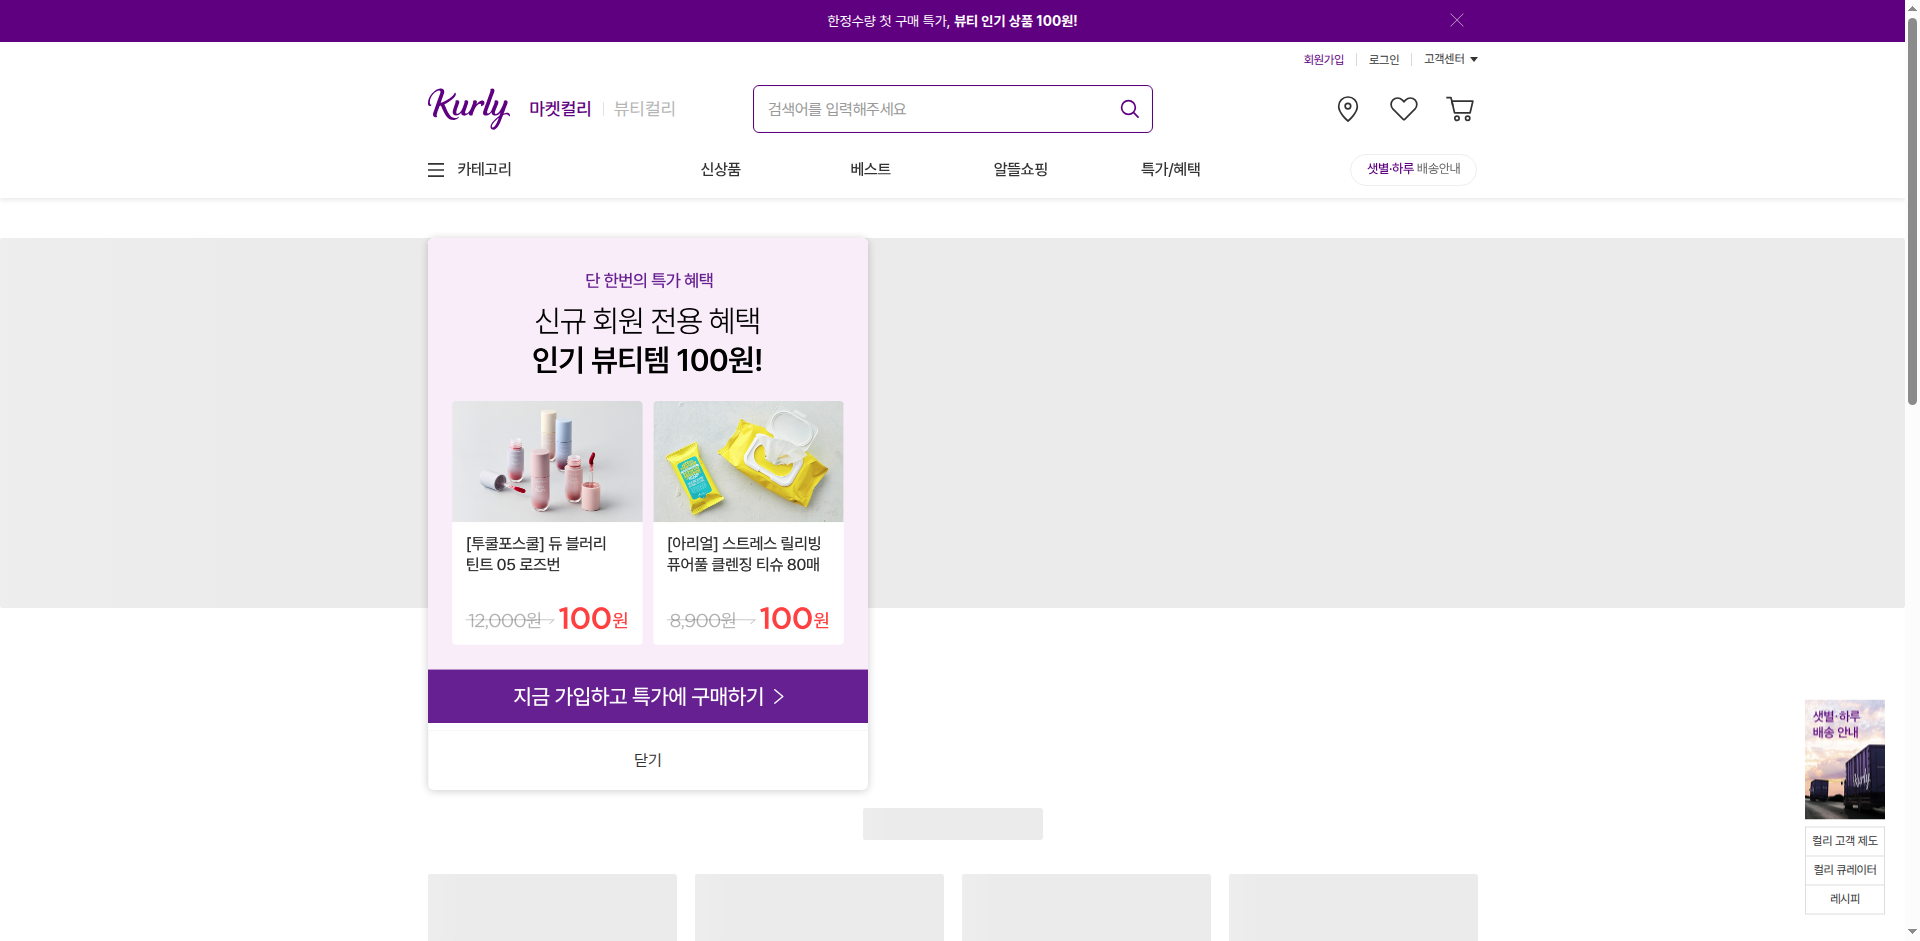 한정수량 첫 구매 특가, 뷰티 인기 상품 100원!
회원가입
로그인
고객센터
Kurly
마켓컬리
뷰티컬리
검색어를 입력해주세요
카테고리
신상품
베스트
알뜰쇼핑
특가/혜택
샛별·하루 배송안내
단 한번의 특가 혜택
신규 회원 전용 혜택
인기 뷰티템 100원!
[투쿨포스쿨] 듀 블러리
틴트 05 로즈번
12,000원 100원
[아리얼] 스트레스 릴리빙
퓨어풀 클렌징 티슈 80매
8,900원 100원
지금 가입하고 특가에 구매하기 >
닫기
샛별·하루
배송 안내
Kurly
컬리 고객 제도
컬리 큐레이터
레시피